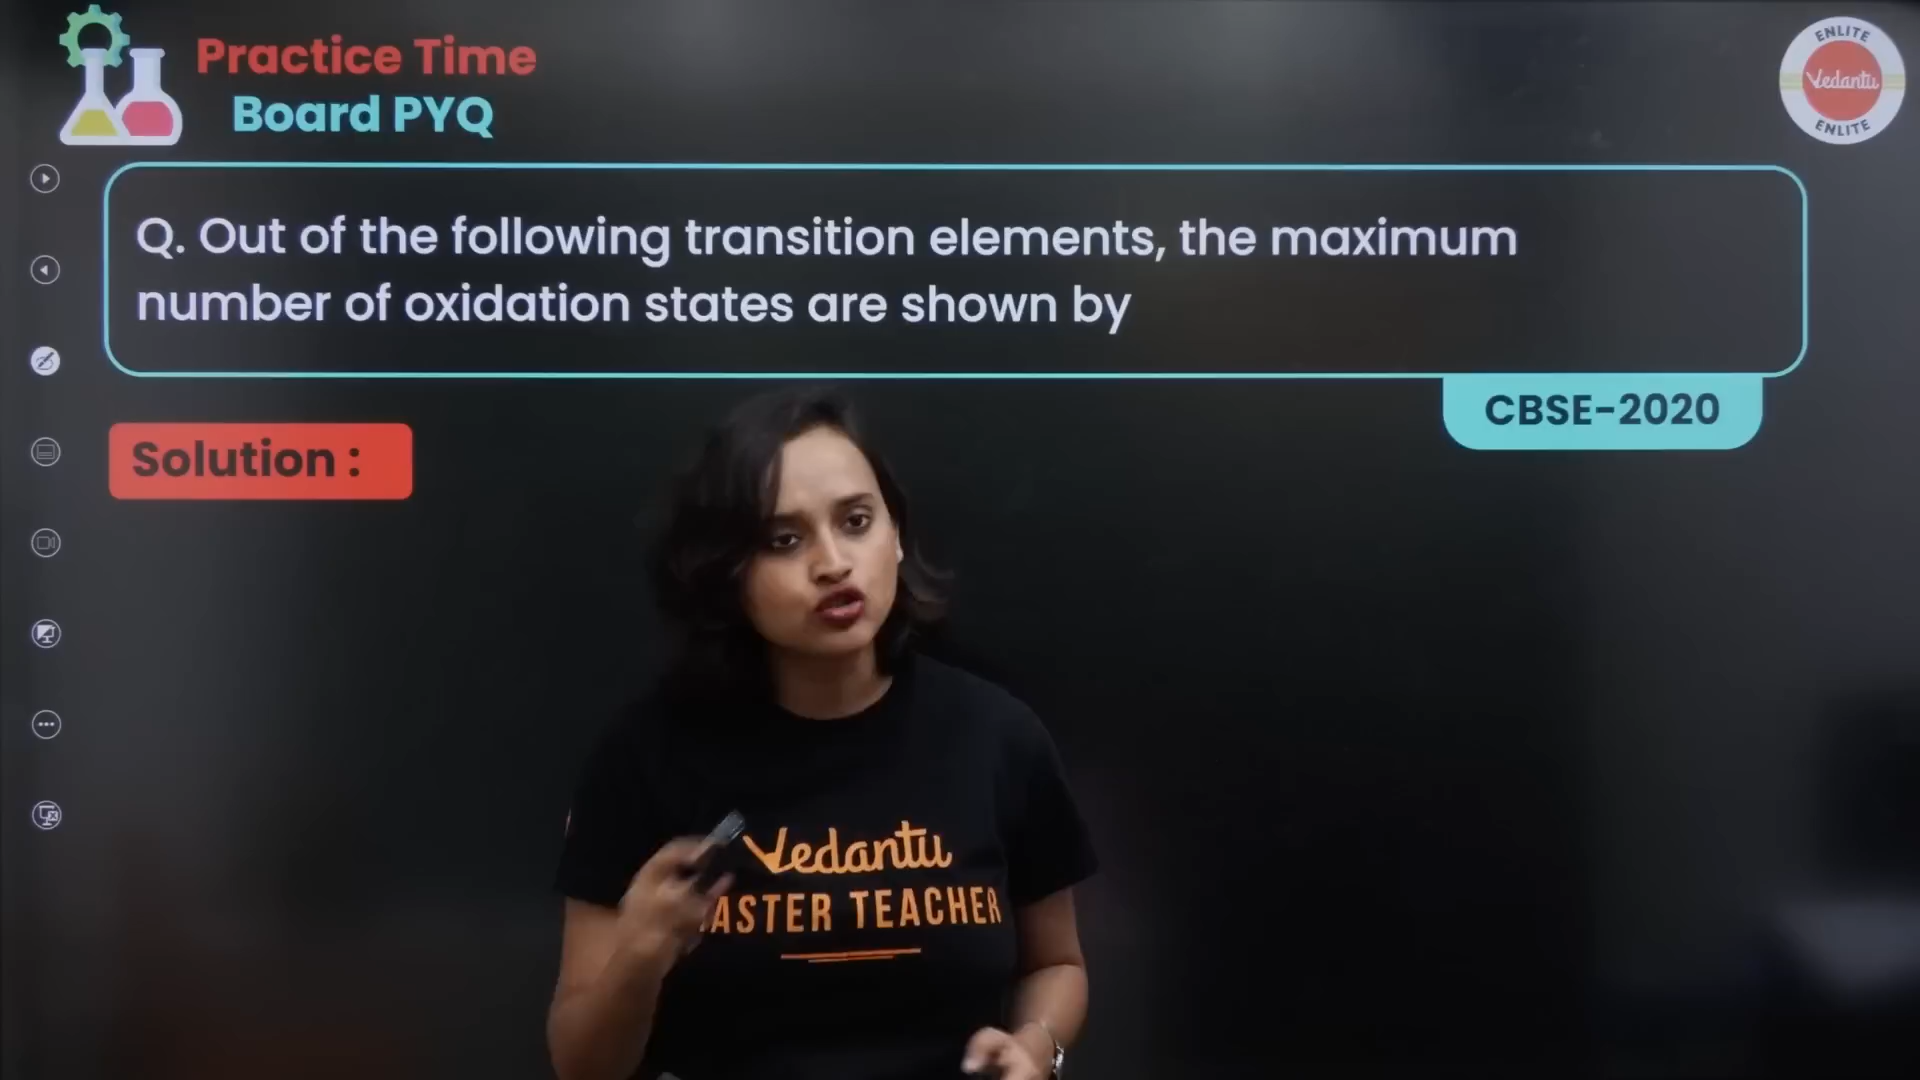 Practice Time
Board PYQ
ENLITE
Vedantu
ENLITE
Q. Out of the following transition elements, the maximum
number of oxidation states are shown by
CBSE-2020
Solution :
Vedantu
ASTER TEACHER